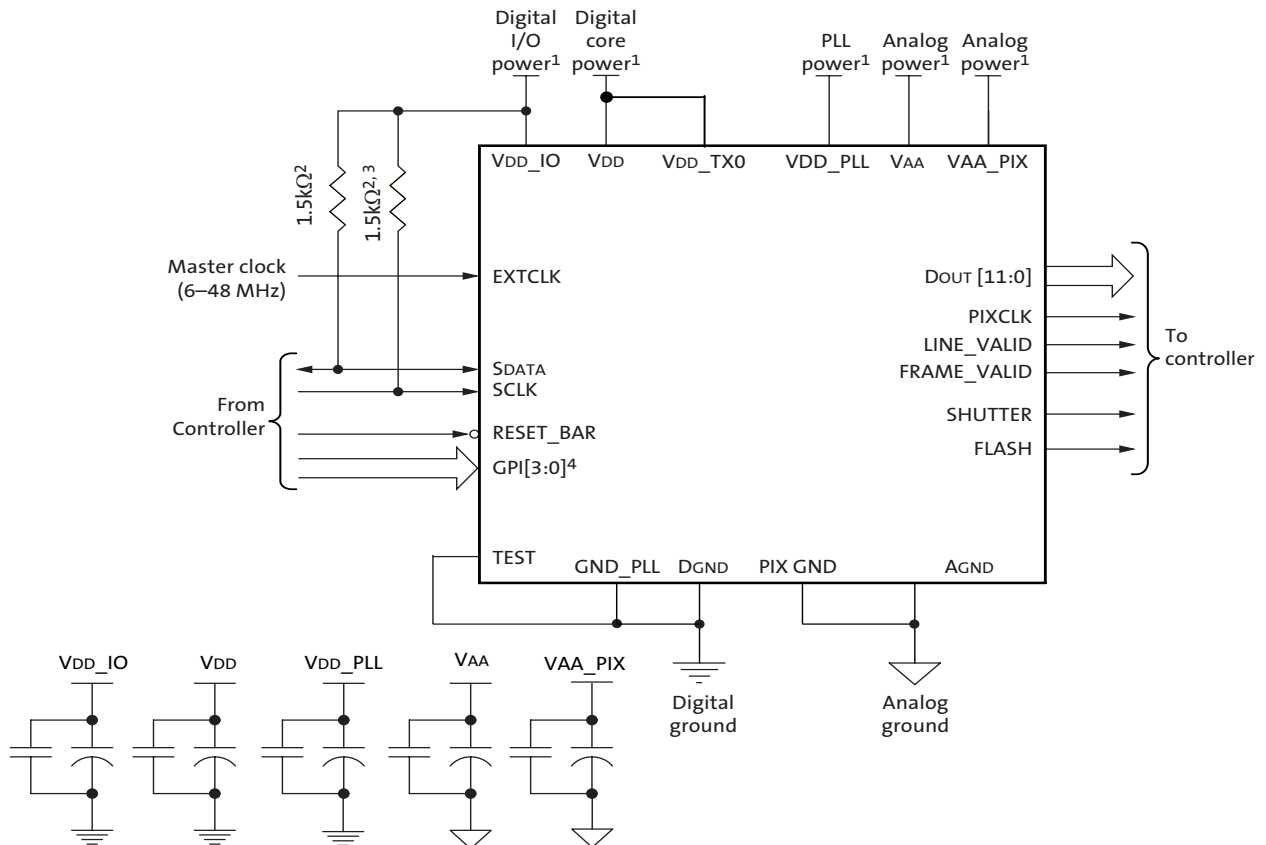 Digital
I/O
power1
Digital
core
power1
PLL
power1
Analog
power1
Analog
power1
VDD_IO
VDD
VDD_TX0
VDD_PLL
VAA
VAA_PIX
1.5kΩ2
1.5kΩ2, 3
Master clock
(6–48 MHz)
EXTCLK
SDATA
SCLK
RESET_BAR
GPI[3:0]4
From
Controller
TEST
DOUT [11:0]
PIXCLK
LINE_VALID
FRAME_VALID
SHUTTER
FLASH
To
controller
GND_PLL
DGND
PIX GND
AGND
Digital
ground
Analog
ground
VDD_IO
VDD
VDD_PLL
VAA
VAA_PIX